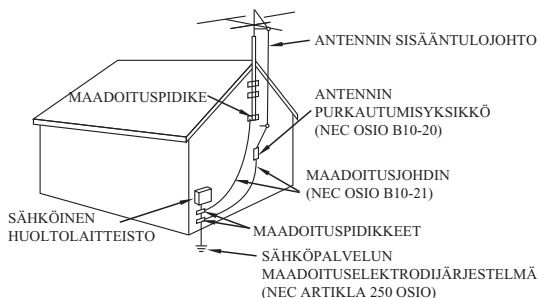 ANTENNIN SISÄÄNTULOJOHTO
MAADOITUSPIDIKE
ANTENNIN
PURKAUTUMISYKSIKKÖ
(NEC OSIO B10-20)
MAADOITUSJOHDIN
(NEC OSIO B10-21)
SÄHKÖINEN
HUOLTOLAITTEISTO
MAADOITUSPIDIKKEET
SÄHKÖPALVELUN
MAADOITUSELEKTRODIJÄRJESTELMÄ
(NEC ARTIKLA 250 OSIO)